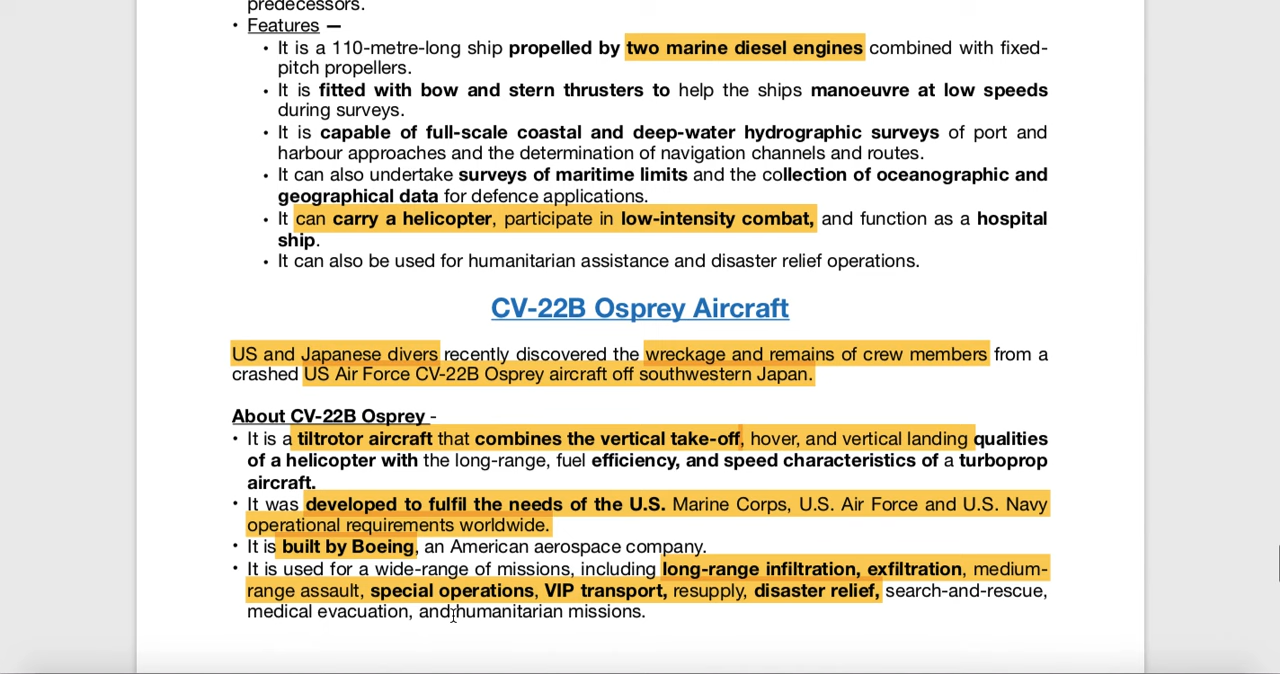 predecessors.
• Features —
• It is a 110-metre-long ship propelled by two marine diesel engines combined with fixed-
pitch propellers.
• It is fitted with bow and stern thrusters to help the ships manoeuvre at low speeds
during surveys.
• It is capable of full-scale coastal and deep-water hydrographic surveys of port and
harbour approaches and the determination of navigation channels and routes.
• It can also undertake surveys of maritime limits and the collection of oceanographic and
geographical data for defence applications.
• It can carry a helicopter, participate in low-intensity combat, and function as a hospital
ship.
• It can also be used for humanitarian assistance and disaster relief operations.
CV-22B Osprey Aircraft
US and Japanese divers recently discovered the wreckage and remains of crew members from a
crashed US Air Force CV-22B Osprey aircraft off southwestern Japan.
About CV-22B Osprey -
• It is a tiltrotor aircraft that combines the vertical take-off, hover, and vertical landing qualities
of a helicopter with the long-range, fuel efficiency, and speed characteristics of a turboprop
aircraft.
• It was developed to fulfil the needs of the U.S. Marine Corps, U.S. Air Force and U.S. Navy
operational requirements worldwide.
• It is built by Boeing, an American aerospace company.
• It is used for a wide-range of missions, including long-range infiltration, exfiltration, medium-
range assault, special operations, VIP transport, resupply, disaster relief, search-and-rescue,
medical evacuation, and humanitarian missions.